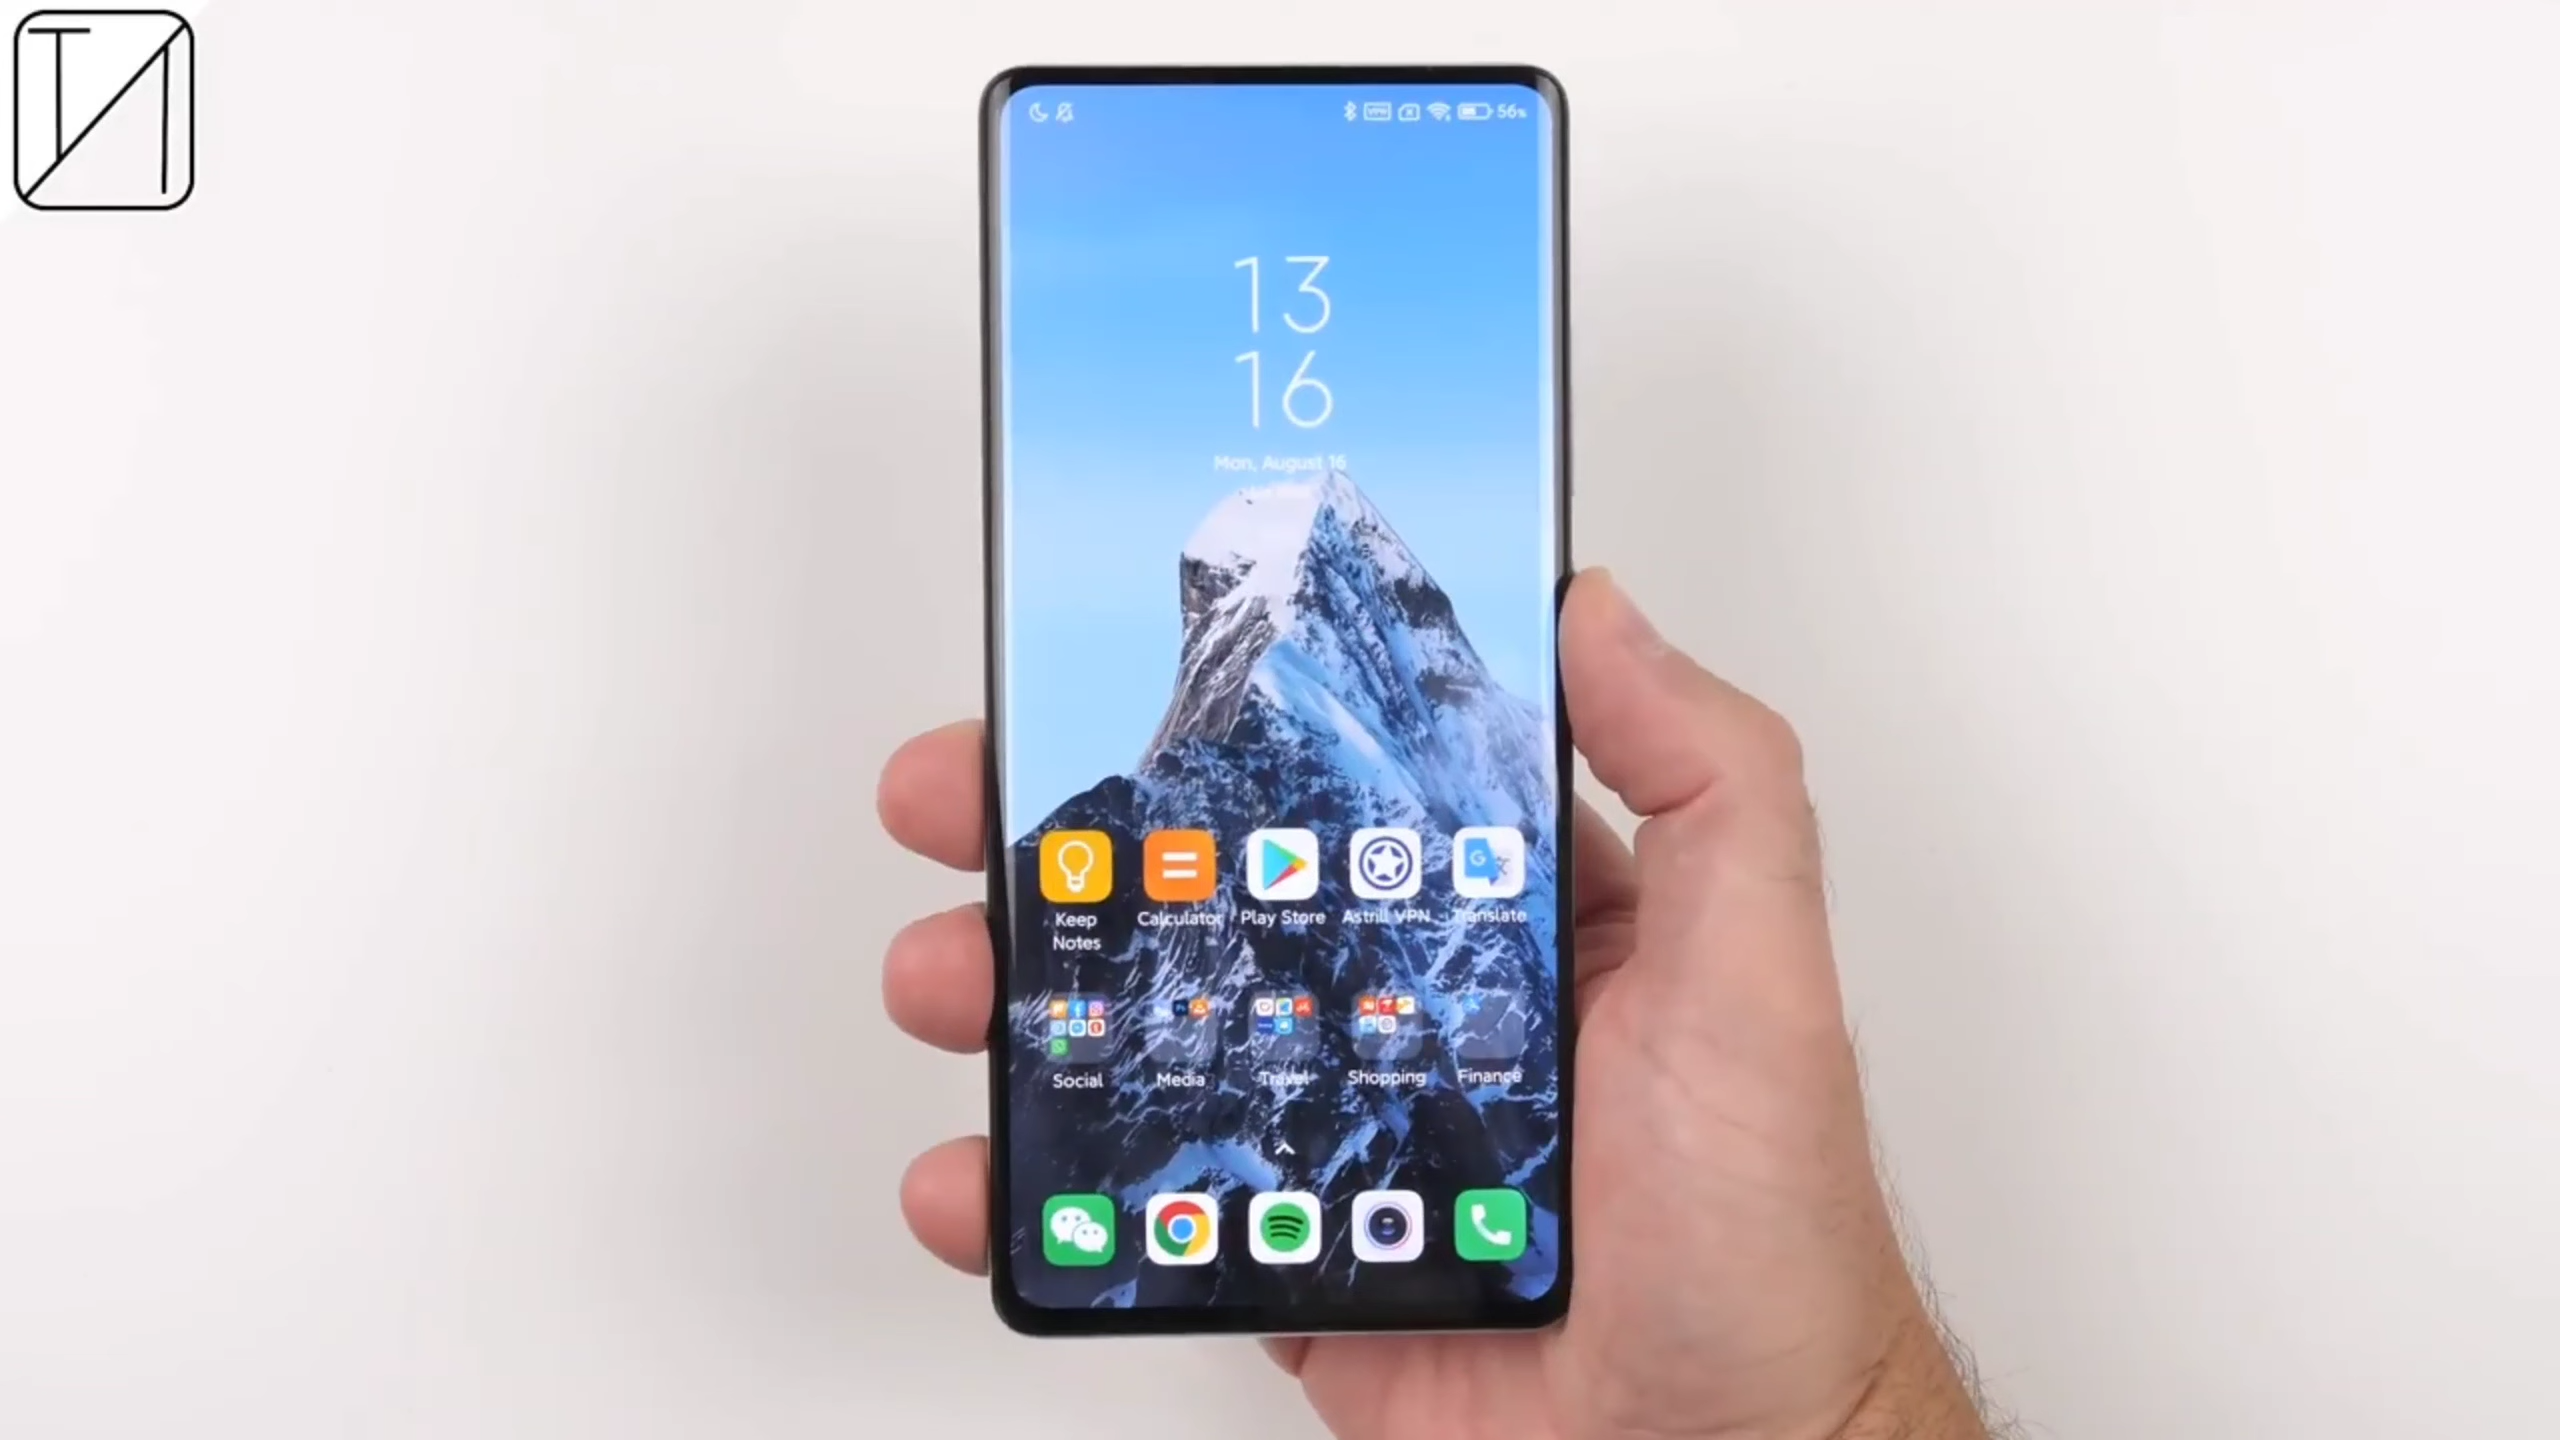 VPN
56%
13
16
Mon, August 16
Keep
Notes
Calculator
Play Store
Astrill VPN
Translate
Social
Media
Travel
Shopping
Finance